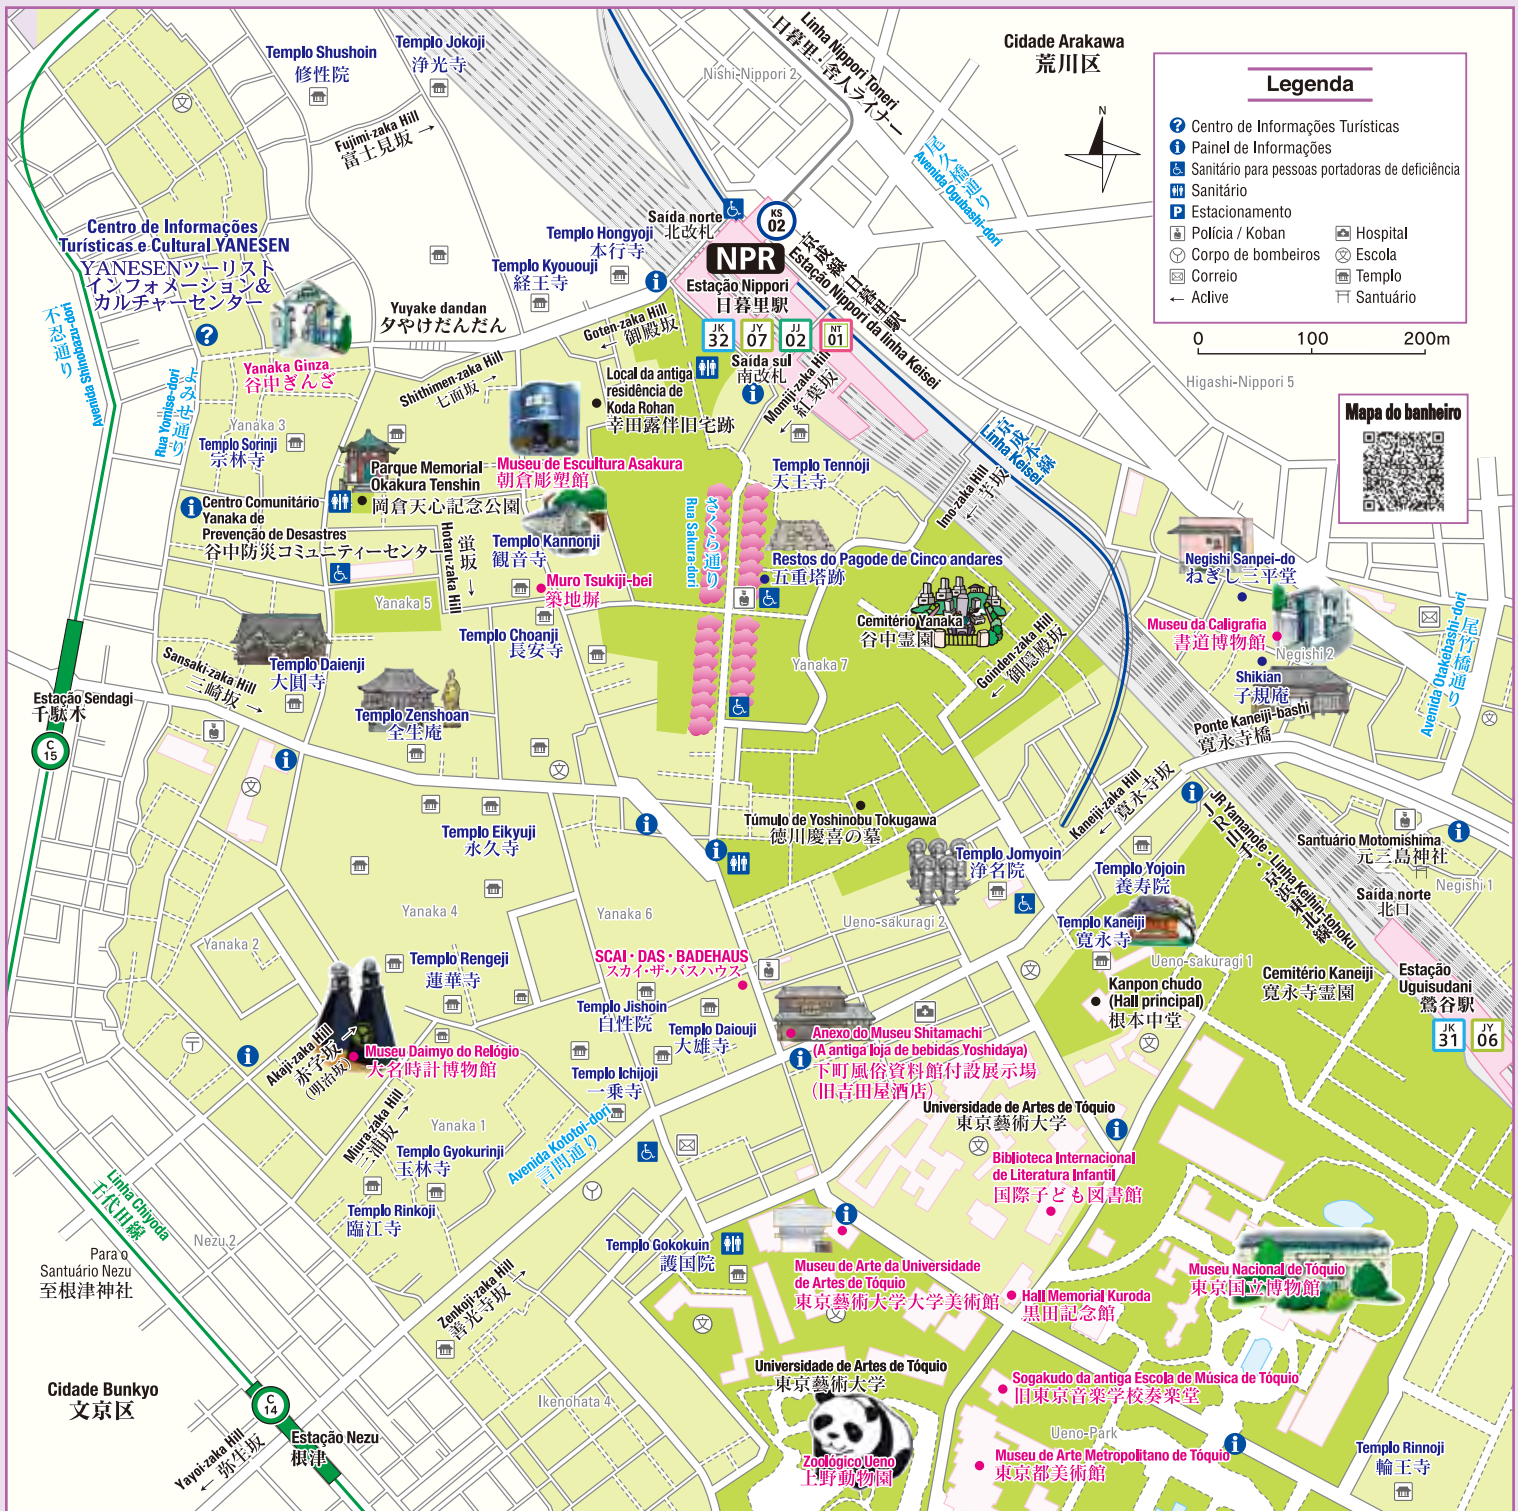 Templo Shushoin
修性院
Templo Jokoji
浄光寺
Nishi-Nippori 2
Linha Nippori Toneri
日暮里・舎人ライナー
Cidade Arakawa
荒川区
尾久橋通り
Avenida Ogubashi-dori
Fujimi-zaka Hill
富士見坂
N
Legenda
Centro de Informações Turísticas
Painel de Informações
Sanitário para pessoas portadoras de deficiência
Sanitário
P Estacionamento
Polícia / Koban
Hospital
Corpo de bombeiros
文 Escola
Correio
Templo
← Aclive
Santuário
0 100 200m
Higashi-Nippori 5
Mapa do banheiro
Centro de Informações
Turísticas e Cultural YANESEN
YANESENツーリスト
インフォメーション&
カルチャーセンター
Templo Hongyoji
本行寺
Templo Kyououji
経王寺
Saída norte
北改札
KS
02
NPR
Estação Nippori
日暮里駅
京成線日暮里駅
Estação Nippori da linha Keisei
JK
32
JY
07
JJ
02
NT
01
Saída sul
南改札
Yuyake dandan
夕やけだんだん
Goten-zaka Hill
御殿坂
不忍通り
Avenida Shinobazu-dori
Yanaka Ginza
谷中ぎんざ
Shithimen-zaka Hill
七面坂
Local da antiga
residência de
Koda Rohan
幸田露伴旧宅跡
Momiji-zaka Hill
紅葉坂
よみせ通り
Rua Yomise-dori
Yanaka 3
Templo Sorinji
宗林寺
Parque Memorial
Okakura Tenshin
岡倉天心記念公園
Museu de Escultura Asakura
朝倉彫塑館
Templo Tennoji
天王寺
京成本線
Linha Keisei
Imo-zaka Hill
芋坂
Centro Comunitário
Yanaka de
Prevenção de Desastres
谷中防災コミュニティーセンター
Hotaru-zaka Hill
蛍坂
Templo Kannonji
観音寺
さくら通り
Rua Sakura-dori
Restos do Pagode de Cinco andares
五重塔跡
Negishi Sanpei-do
ねぎし三平堂
Yanaka 5
Muro Tsukiji-bei
築地塀
Templo Choanji
長安寺
Cemitério Yanaka
谷中霊園
Museu da Caligrafia
書道博物館
Negishi 2
尾竹橋通り
Avenida Otakebashi-dori
Sansaki-zaka Hill
三崎坂
Templo Daienji
大圓寺
Yanaka 7
Goinden-zaka Hill
御隠殿坂
Shikian
子規庵
Estação Sendagi
千駄木
C
15
Templo Zenshoan
全生庵
Ponte Kaneiji-bashi
寛永寺橋
Templo Eikyuji
永久寺
Túmulo de Yoshinobu Tokugawa
徳川慶喜の墓
Kaneiji-zaka Hill
寛永寺坂
JR Yamanote・Linha Keihin-tohoku
JR山手・京浜東北線
Santuário Motomishima
元三島神社
Negishi 1
Templo Jomyoin
浄名院
Templo Yojoin
養寿院
Saída norte
北口
Yanaka 4
Yanaka 2
Yanaka 6
Ueno-sakuragi 2
Templo Kaneiji
寛永寺
Ueno-sakuragi 1
Templo Rengeji
蓮華寺
SCAI・DAS・BADEHAUS
スカイ・ザ・バスハウス
Cemitério Kaneiji
寛永寺霊園
Estação
Uguisudani
鶯谷駅
JK
31
JY
06
Kanpon chudo
(Hall principal)
根本中堂
Templo Jishoin
自性院
Templo Daiouji
大雄寺
Akaji-zaka Hill
赤字坂
(明治坂)
Museu Daimyo do Relógio
大名時計博物館
Anexo do Museu Shitamachi
(A antiga loja de bebidas Yoshidaya)
下町風俗資料館付設展示場
(旧吉田屋酒店)
Templo Ichijoji
一乗寺
Universidade de Artes de Tóquio
東京藝術大学
Miura-zaka Hill
三浦坂
Yanaka 1
Templo Gyokurinji
玉林寺
Avenida Kototoi-dori
言問通り
Biblioteca Internacional
de Literatura Infantil
国際子ども図書館
Linha Chiyoda
千代田線
Templo Rinkoji
臨江寺
Nezu 2
Para o
Santuário Nezu
至根津神社
Templo Gokokuin
護国院
Museu de Arte da Universidade
de Artes de Tóquio
東京藝術大学大学美術館
Museu Nacional de Tóquio
東京国立博物館
Zenkoji-zaka Hill
善光寺坂
Hall Memorial Kuroda
黒田記念館
Cidade Bunkyo
文京区
C
14
Estação Nezu
根津
Universidade de Artes de Tóquio
東京藝術大学
Sogakudo da antiga Escola de Música de Tóquio
旧東京音楽学校奏楽堂
Ikenohata 4
Ueno-Park
Yayoi-zaka Hill
弥生坂
Zoológico Ueno
上野動物園
Museu de Arte Metropolitano de Tóquio
東京都美術館
Templo Rinnoji
輪王寺